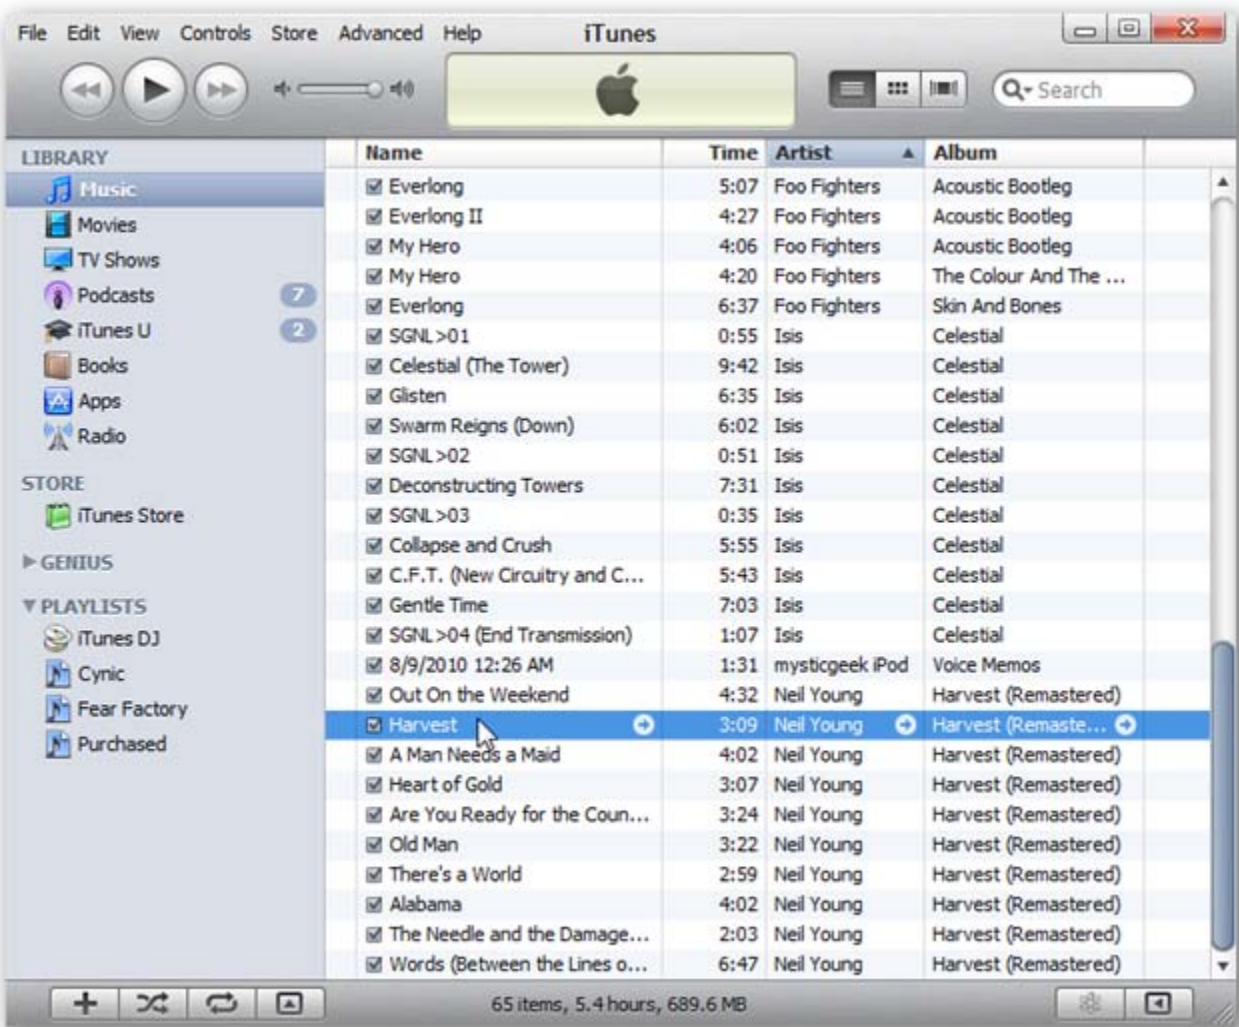 File Edit View Controls Store Advanced Help iTunes
Search
LIBRARY
Music
Movies
TV Shows
Podcasts 7
iTunes U 2
Books
Apps
Radio
STORE
iTunes Store
GENIUS
PLAYLISTS
iTunes DJ
Cynic
Fear Factory
Purchased
Name Time Artist Album
Everlong 5:07 Foo Fighters Acoustic Bootleg
Everlong II 4:27 Foo Fighters Acoustic Bootleg
My Hero 4:06 Foo Fighters Acoustic Bootleg
My Hero 4:20 Foo Fighters The Colour And The ...
Everlong 6:37 Foo Fighters Skin And Bones
SGNL>01 0:55 Isis Celestial
Celestial (The Tower) 9:42 Isis Celestial
Glisten 6:35 Isis Celestial
Swarm Reigns (Down) 6:02 Isis Celestial
SGNL>02 0:51 Isis Celestial
Deconstructing Towers 7:31 Isis Celestial
SGNL>03 0:35 Isis Celestial
Collapse and Crush 5:55 Isis Celestial
C.F.T. (New Circuitry and C... 5:43 Isis Celestial
Gentle Time 7:03 Isis Celestial
SGNL>04 (End Transmission) 1:07 Isis Celestial
8/9/2010 12:26 AM 1:31 mysticgeek iPod Voice Memos
Out On the Weekend 4:32 Neil Young Harvest (Remastered)
Harvest 3:09 Neil Young Harvest (Remaste...
A Man Needs a Maid 4:02 Neil Young Harvest (Remastered)
Heart of Gold 3:07 Neil Young Harvest (Remastered)
Are You Ready for the Coun... 3:24 Neil Young Harvest (Remastered)
Old Man 3:22 Neil Young Harvest (Remastered)
There's a World 2:59 Neil Young Harvest (Remastered)
Alabama 4:02 Neil Young Harvest (Remastered)
The Needle and the Damage... 2:03 Neil Young Harvest (Remastered)
Words (Between the Lines o... 6:47 Neil Young Harvest (Remastered)
65 items, 5.4 hours, 689.6 MB